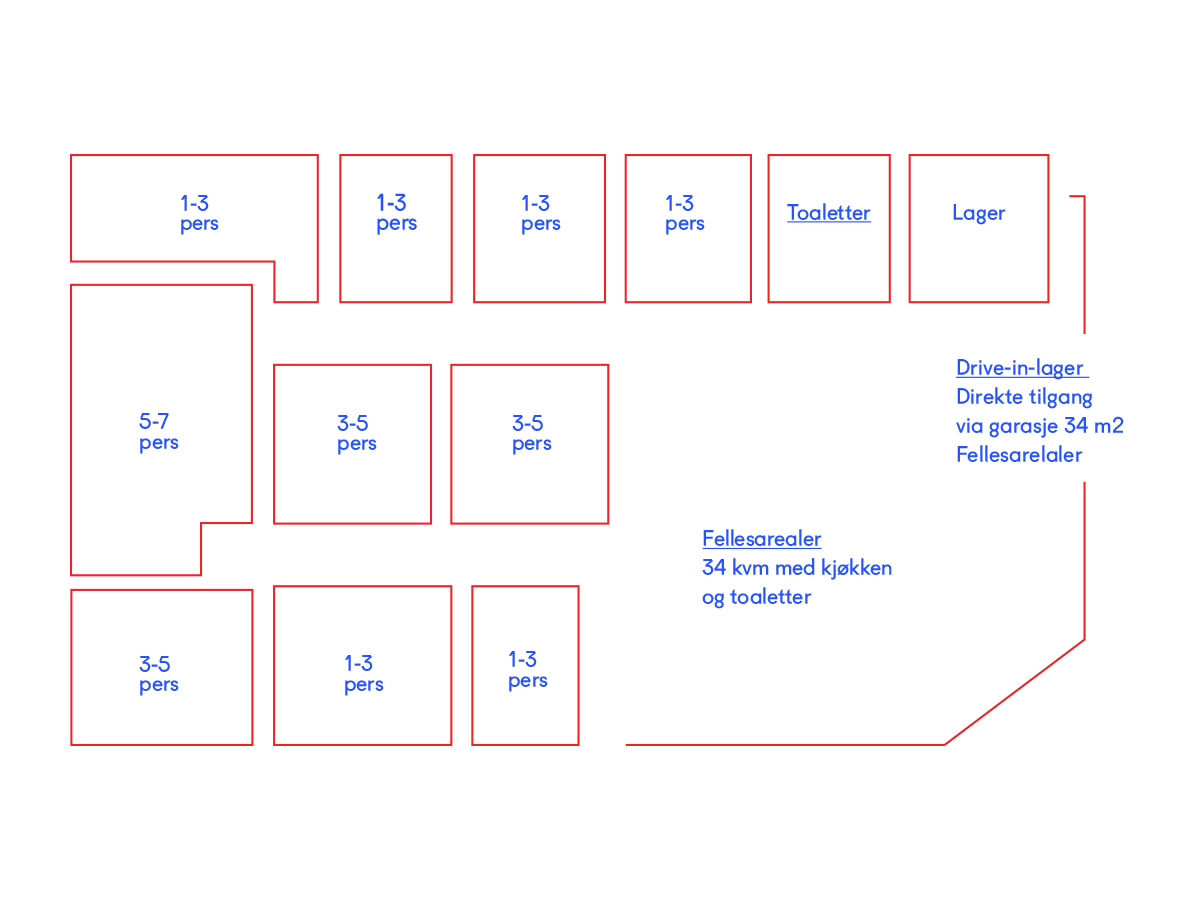 1-3
pers
1-3
pers
1-3
pers
1-3
pers
Toaletter
Lager
5-7
pers
3-5
pers
3-5
pers
Drive-in-lager
Direkte tilgang
via garasje 34 m2
Fellesarelaler
Fellesarealer
34 kvm med kjøkken
og toaletter
3-5
pers
1-3
pers
1-3
pers